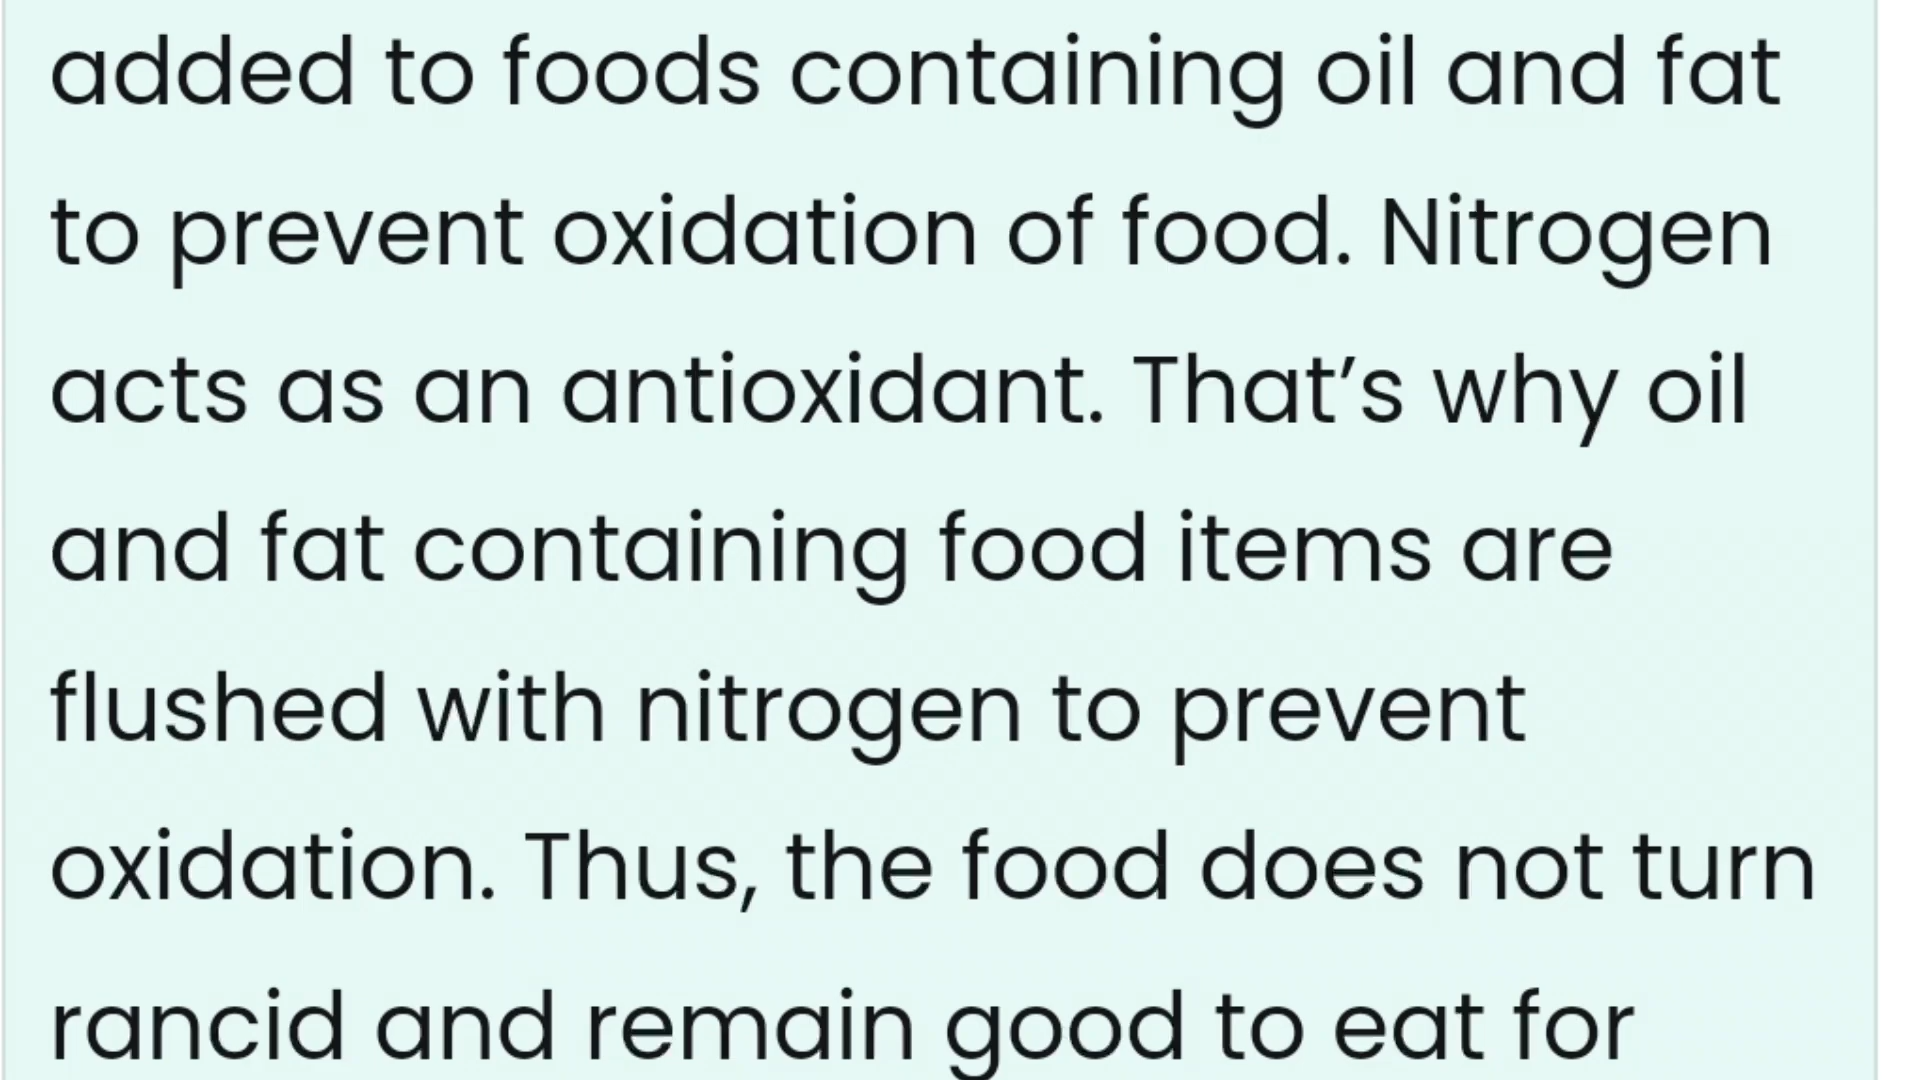 added to foods containing oil and fat
to prevent oxidation of food. Nitrogen
acts as an antioxidant. That’s why oil
and fat containing food items are
flushed with nitrogen to prevent
oxidation. Thus, the food does not turn
rancid and remain good to eat for